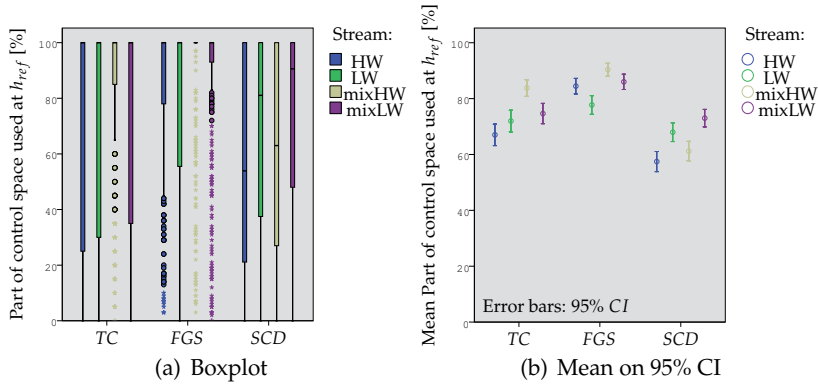 Part of control space used at h_ref [%]
100
80
60
40
20
0
TC FGS SCD
Stream:
HW
LW
mixHW
mixLW
(a) Boxplot
Mean Part of control space used at h_ref [%]
100
80
60
40
20
0
Error bars: 95% CI
TC FGS SCD
Stream:
HW
LW
mixHW
mixLW
(b) Mean on 95% CI